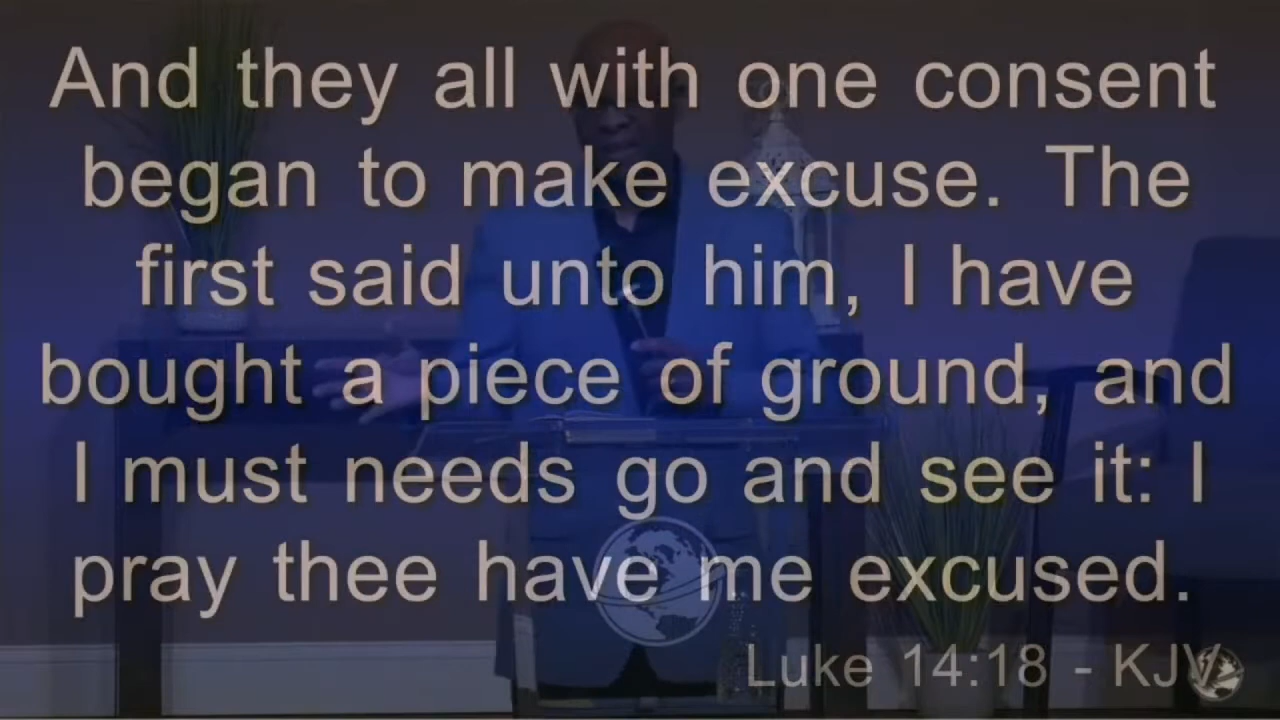 And they all with one consent
began to make excuse. The
first said unto him, I have
bought a piece of ground, and
I must needs go and see it: I
pray thee have me excused.
Luke 14:18 - KJV